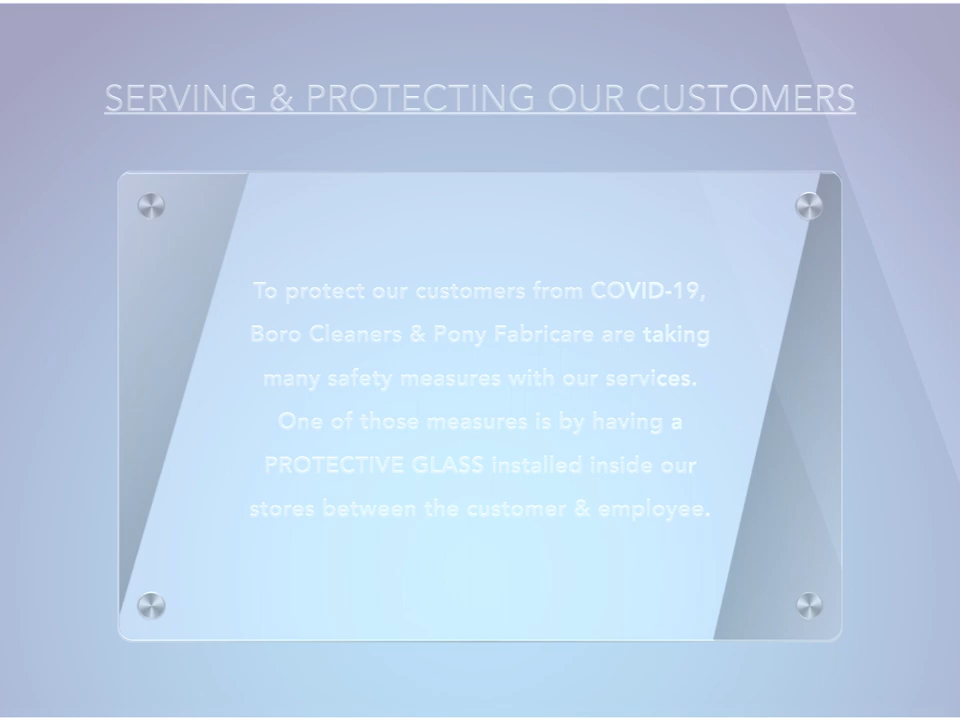 SERVING & PROTECTING OUR CUSTOMERS
To protect our customers from COVID-19,
Boro Cleaners & Pony Fabricare are taking
many safety measures with our services.
One of those measures is by having a
PROTECTIVE GLASS installed inside our
stores between the customer & employee.